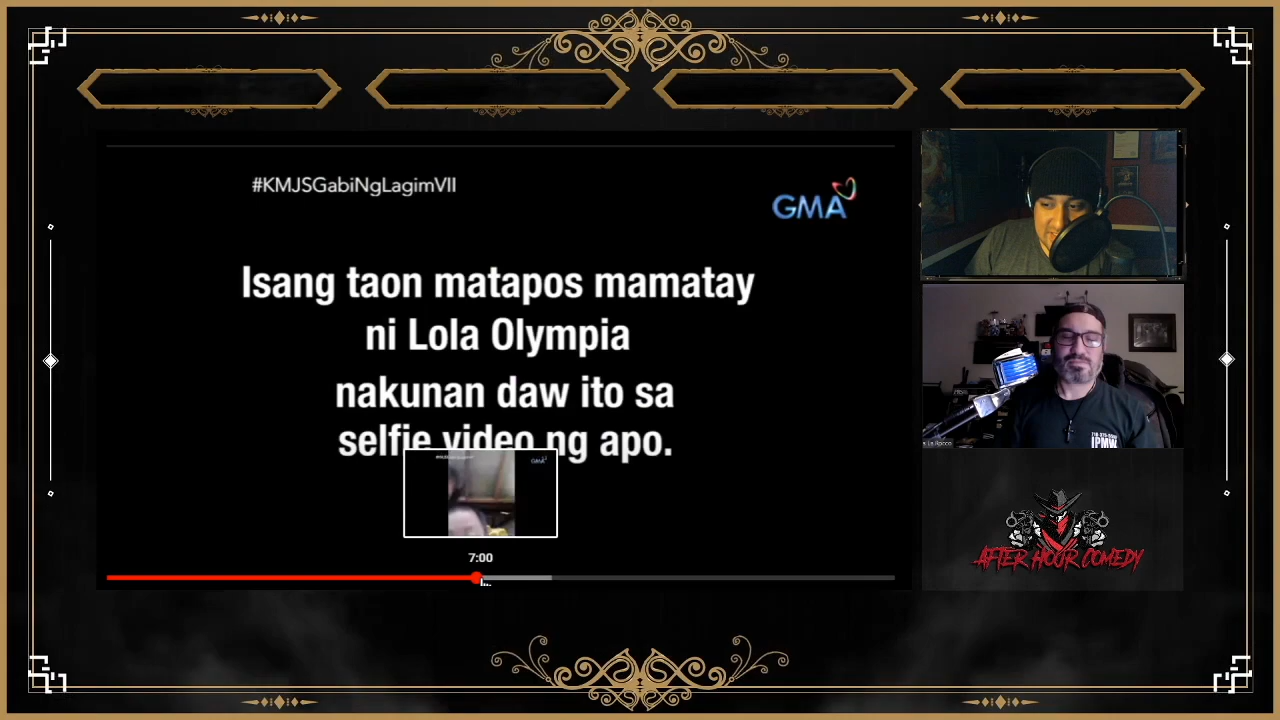 #KMJSGabiNgLagimVII
GMA
Isang taon matapos mamatay
ni Lola Olympia
nakunan daw ito sa
selfie video ng apo.
7:00
IPMW
AFTER HOUR COMEDY